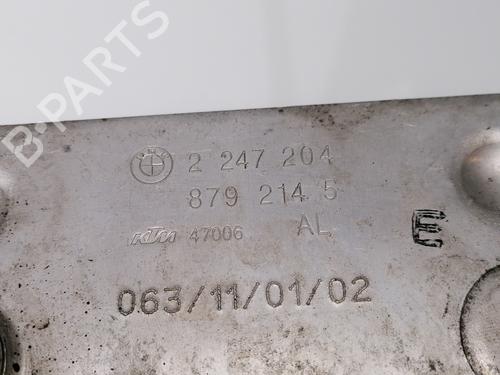 2 247 204
879 214 5
KTM 47006 AL
E
063/11/01/02
B-PARTS